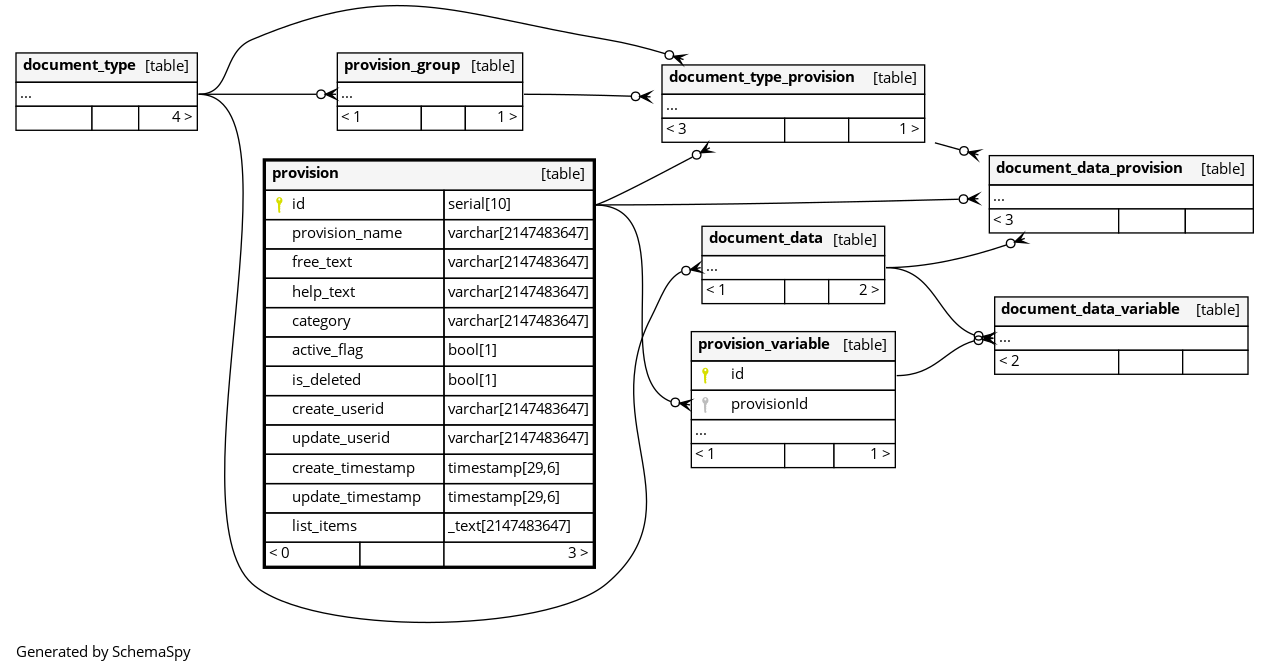 document_type [table]
...
4 >
provision_group [table]
...
< 1 1 >
document_type_provision [table]
...
< 3 1 >
provision [table]
id serial[10]
provision_name varchar[2147483647]
free_text varchar[2147483647]
help_text varchar[2147483647]
category varchar[2147483647]
active_flag bool[1]
is_deleted bool[1]
create_userid varchar[2147483647]
update_userid varchar[2147483647]
create_timestamp timestamp[29,6]
update_timestamp timestamp[29,6]
list_items _text[2147483647]
< 0 3 >
document_data_provision [table]
...
< 3
document_data [table]
...
< 1 2 >
document_data_variable [table]
...
< 2
provision_variable [table]
id
provisionId
...
< 1 1 >
Generated by SchemaSpy